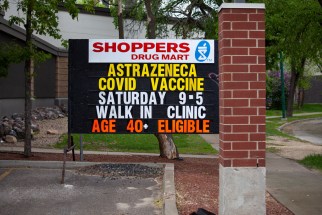 SHOPPERS
DRUG MART
ASTRAZENECA
COVID VACCINE
SATURDAY 9-5
WALK IN CLINIC
AGE 40+ ELIGIBLE